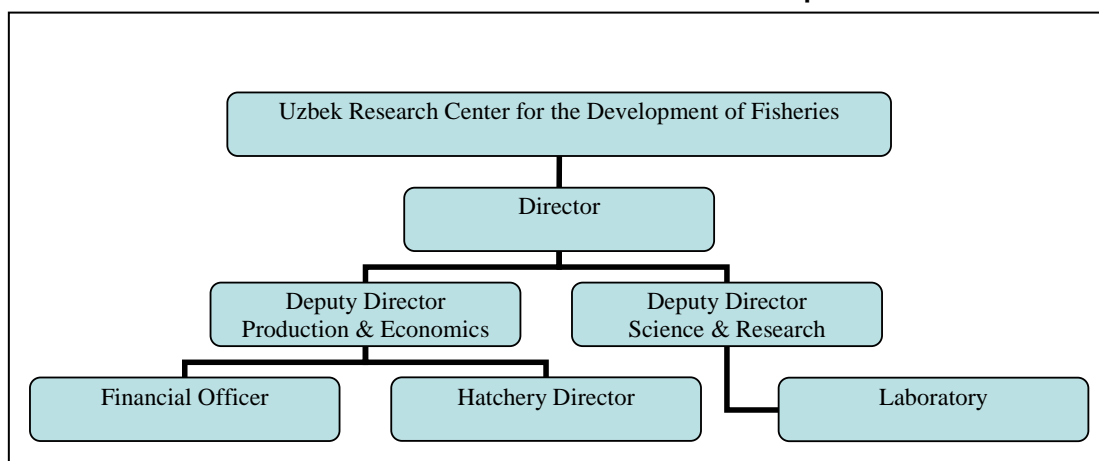 Uzbek Research Center for the Development of Fisheries
Director
Deputy Director
Production & Economics
Deputy Director
Science & Research
Financial Officer
Hatchery Director
Laboratory